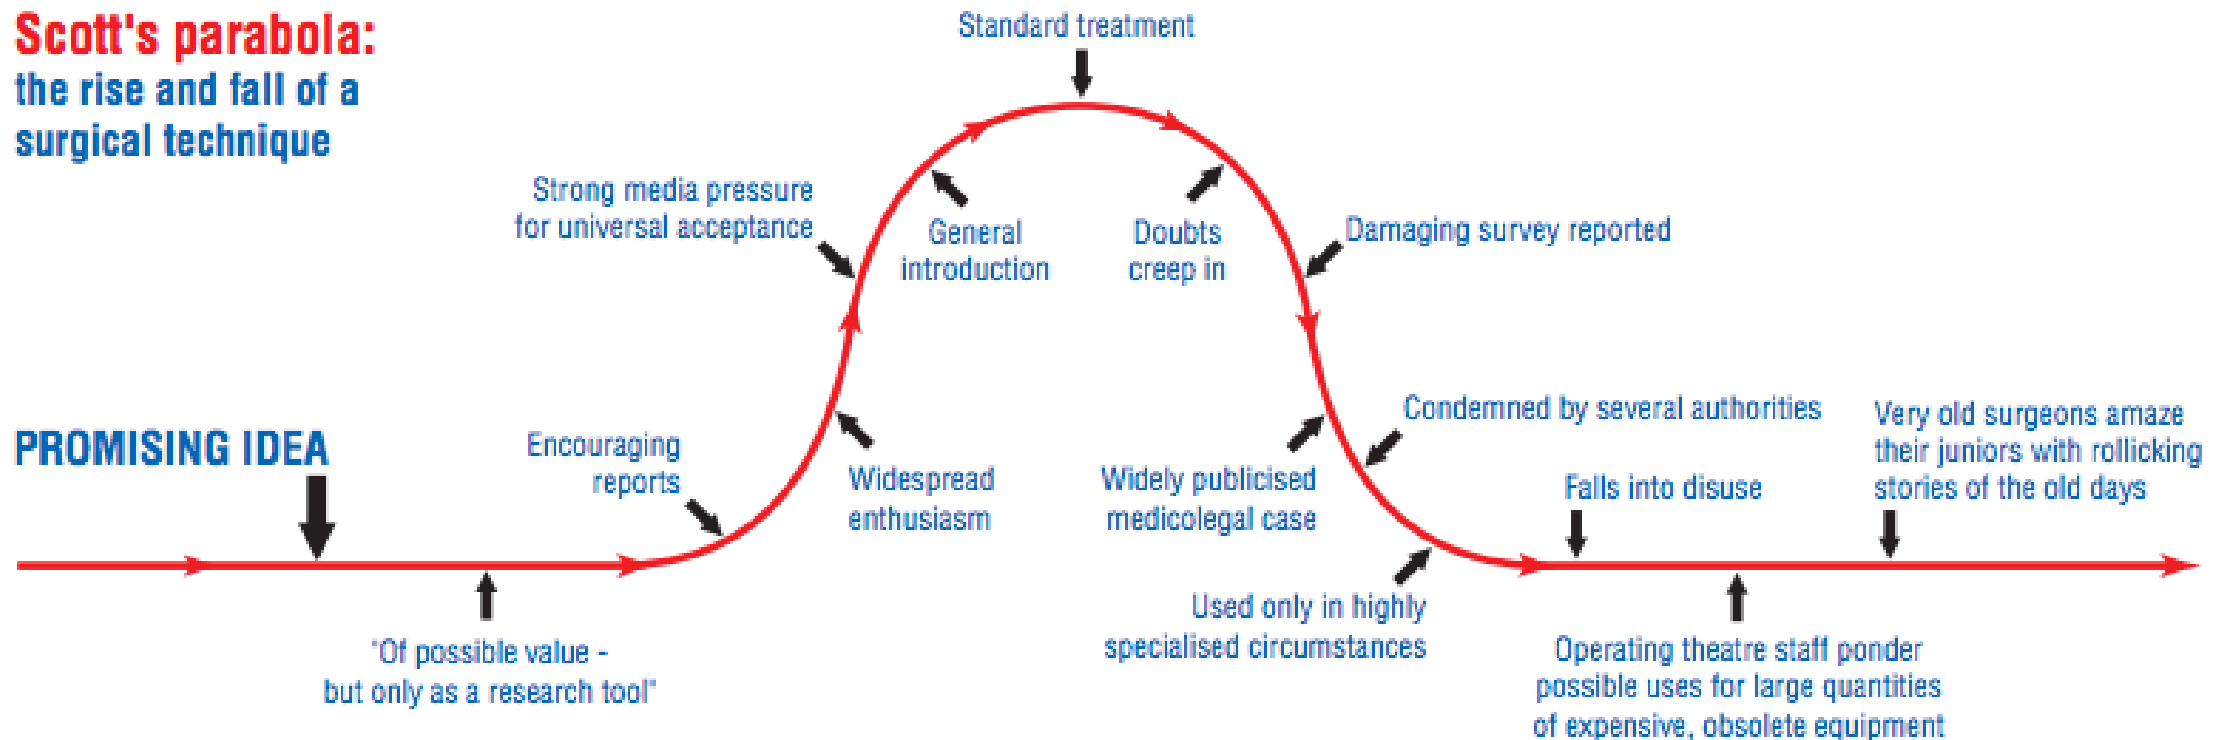 Scott's parabola:
the rise and fall of a
surgical technique
PROMISING IDEA
"Of possible value -
but only as a research tool"
Encouraging
reports
Widespread
enthusiasm
Strong media pressure
for universal acceptance
General
introduction
Standard treatment
Doubts
creep in
Damaging survey reported
Widely publicised
medicolegal case
Condemned by several authorities
Used only in highly
specialised circumstances
Falls into disuse
Operating theatre staff ponder
possible uses for large quantities
of expensive, obsolete equipment
Very old surgeons amaze
their juniors with rollicking
stories of the old days